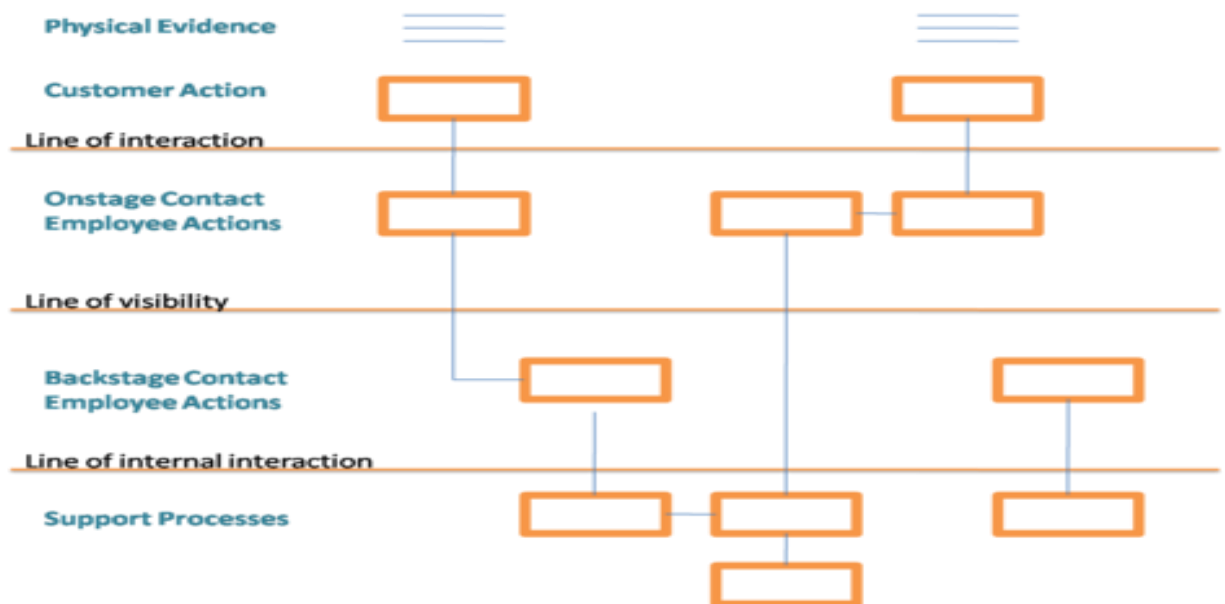 Physical Evidence
Customer Action
Line of interaction
Onstage Contact
Employee Actions
Line of visibility
Backstage Contact
Employee Actions
Line of internal interaction
Support Processes